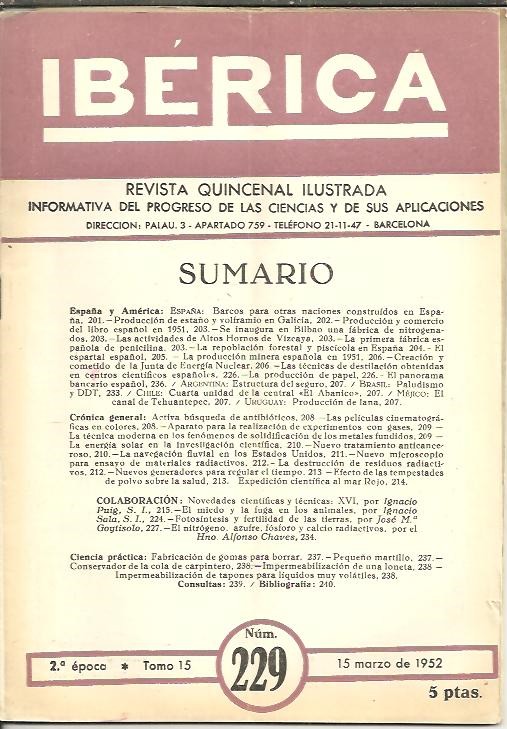 IBÉRICA
REVISTA QUINCENAL ILUSTRADA
INFORMATIVA DEL PROGRESO DE LAS CIENCIAS Y DE SUS APLICACIONES
DIRECCION: PALAU. 3 - APARTADO 759 - TELÉFONO 21-11-47 - BARCELONA
SUMARIO
España y América: ESPAÑA: Barcos para otras naciones construídos en Espa-
ña, 201.—Producción de estaño y volframio en Galicia, 202.—Producción y comercio
del libro español en 1951, 203.—Se inaugura en Bilbao una fábrica de nitrogena-
dos, 203.—Las actividades de Altos Hornos de Vizcaya, 203.—La primera fábrica es-
pañola de penicilina, 203.—La repoblación forestal y piscícola en España 204.—El
espartal español, 205. — La producción minera española en 1951, 206.—Creación y
cometido de la Junta de Energía Nuclear, 206 —Las técnicas de destilación obtenidas
en centros científicos españoles, 226.—La producción de papel, 226.—El panorama
bancario español, 236. / ARGENTINA: Estructura del seguro, 207. / BRASIL: Paludismo
y DDT, 233. / CHILE: Cuarta unidad de la central «El Abanico», 207. / MÉJICO: El
canal de Tehuantepec, 207. / URUGUAY: Producción de lana, 207.
Crónica general: Activa búsqueda de antibióticos, 208—Las películas cinematográ-
ficas en colores, 208.—Aparato para la realización de experimentos con gases, 209—
La técnica moderna en los fenómenos de solidificación de los metales fundidos, 209—
La energía solar en la investigación científica, 210.—Nuevo tratamiento anticance-
roso, 210.—La navegación fluvial en los Estados Unidos, 211.—Nuevo microscopio
para ensayo de materiales radiactivos, 212.—La destrucción de residuos radiacti-
vos, 212.—Nuevos generadores para regular el tiempo, 213—Efecto de las tempestades
de polvo sobre la salud, 213. Expedición científica al mar Rojo, 214.
COLABORACIÓN: Novedades científicas y técnicas: XVI, por Ignacio
Puig, S. I., 215.—El miedo y la fuga en los animales, por Ignacio
Sala, S. I., 224.—Fotosíntesis y fertilidad de las tierras, por José M.ª
Goytisolo, 227.—El nitrógeno, azufre, fósforo y calcio radiactivos, por el
Hno. Alfonso Chaves, 234.
Ciencia práctica: Fabricación de gomas para borrar, 237.—Pequeño martillo, 237.—
Conservador de la cola de carpintero, 238.—Impermeabilización de una loneta, 238—
Impermeabilización de tapones para líquidos muy volátiles, 238.
Consultas: 239. / Bibliografía: 240.
2.ª época * Tomo 15
Núm.
229
15 marzo de 1952
5 ptas.